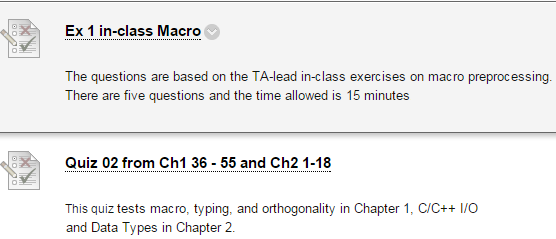 Ex 1 in-class Macro
The questions are based on the TA-lead in-class exercises on macro preprocessing.
There are five questions and the time allowed is 15 minutes
Quiz 02 from Ch1 36 - 55 and Ch2 1-18
This quiz tests macro, typing, and orthogonality in Chapter 1, C/C++ I/O
and Data Types in Chapter 2.